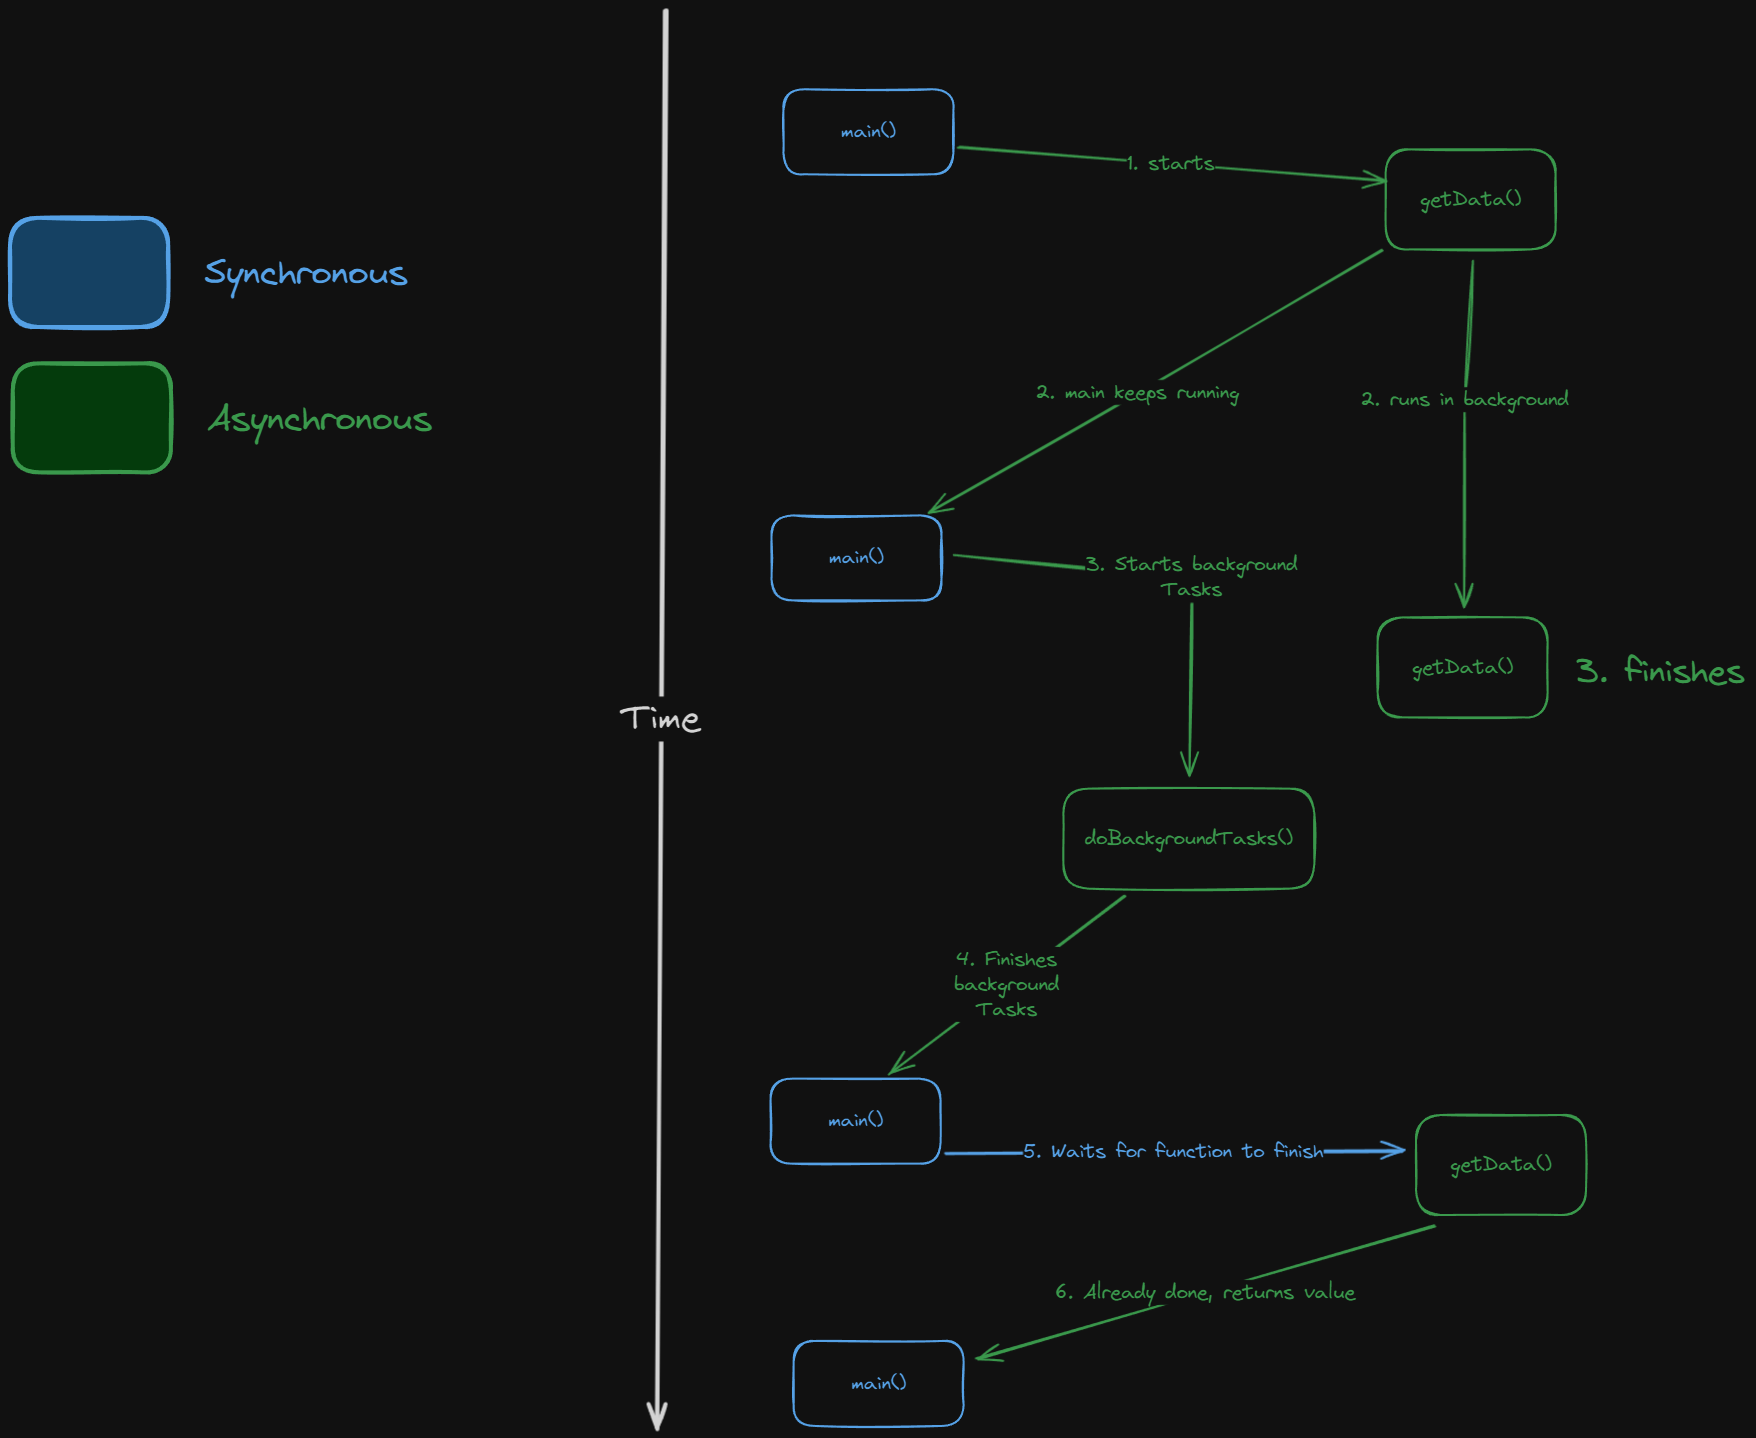 main()
1. starts
getData()
Synchronous
Asynchronous
2. main keeps running
2. runs in background
main()
3. Starts background
Tasks
getData()
3. finishes
Time
doBackgroundTasks()
4. Finishes
background
Tasks
main()
5. Waits for function to finish
getData()
6. Already done, returns value
main()